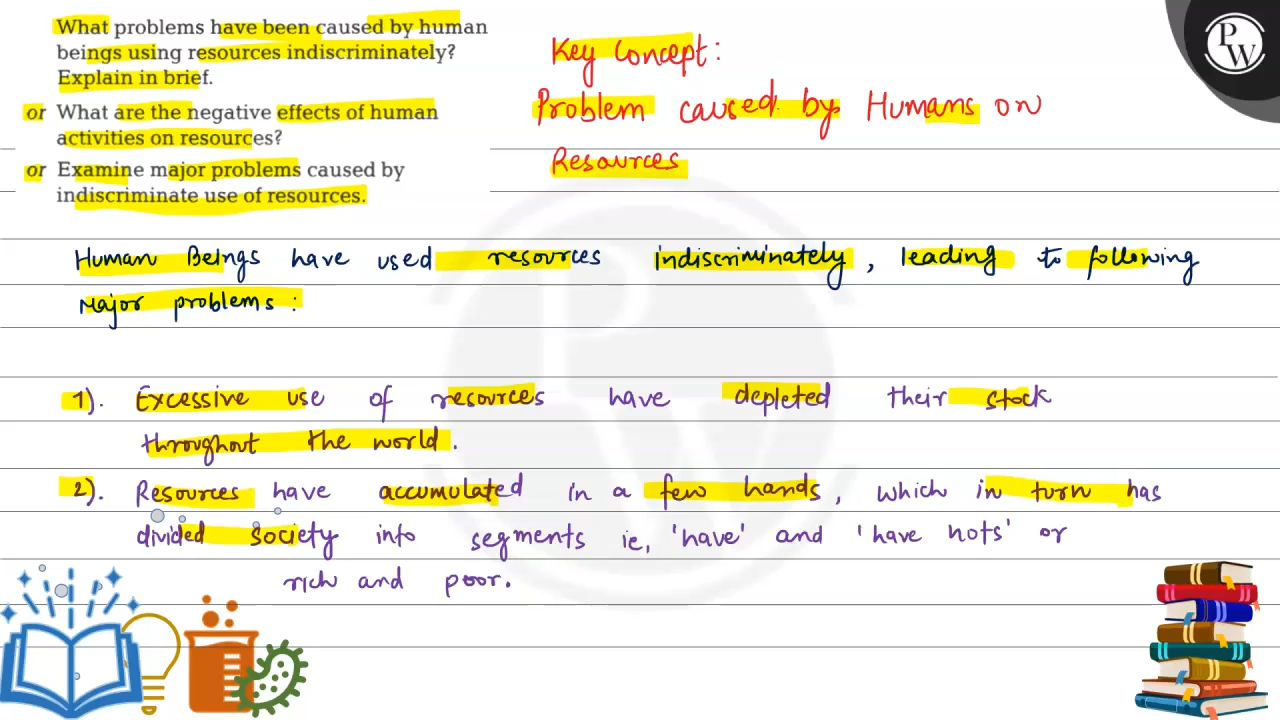 What problems have been caused by human
beings using resources indiscriminately?
Explain in brief.
or What are the negative effects of human
activities on resources?
or Examine major problems caused by
indiscriminate use of resources.
Key Concept:
Problem caused by Humans on
Resources
PW
Human Beings have used resources indiscriminately, leading to following
Major problems:
1). Excessive use of resources have depleted their stock
throughout the world.
2). Resources have accumulated in a few hands, which in turn has
divided society into segments ie, 'have' and 'have nots' or
rich and poor.